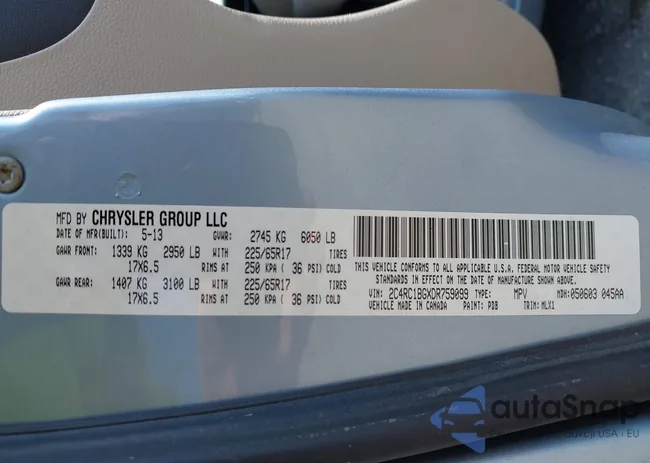 MFD BY CHRYSLER GROUP LLC
DATE OF MFR(BUILT): 5-13 GVWR: 2745 KG 6050 LB
GAWR FRONT: 1339 KG 2950 LB WITH 225/65R17 TIRES
17X6.5 RIMS AT 250 KPA ( 36 PSI) COLD
GAWR REAR: 1407 KG 3100 LB WITH 225/65R17 TIRES
17X6.5 RIMS AT 250 KPA ( 36 PSI) COLD
THIS VEHICLE CONFORMS TO ALL APPLICABLE U.S.A. FEDERAL MOTOR VEHICLE SAFETY
STANDARDS IN EFFECT ON THE DATE OF MANUFACTURE SHOWN ABOVE.
VIN: 2C4RC1BGXDR759099 MPV MDH: 050603 045AA
VEHICLE MADE IN CANADA PAINT: PDB TRIM: MLX1
autaSnap
aukcji USA · EU